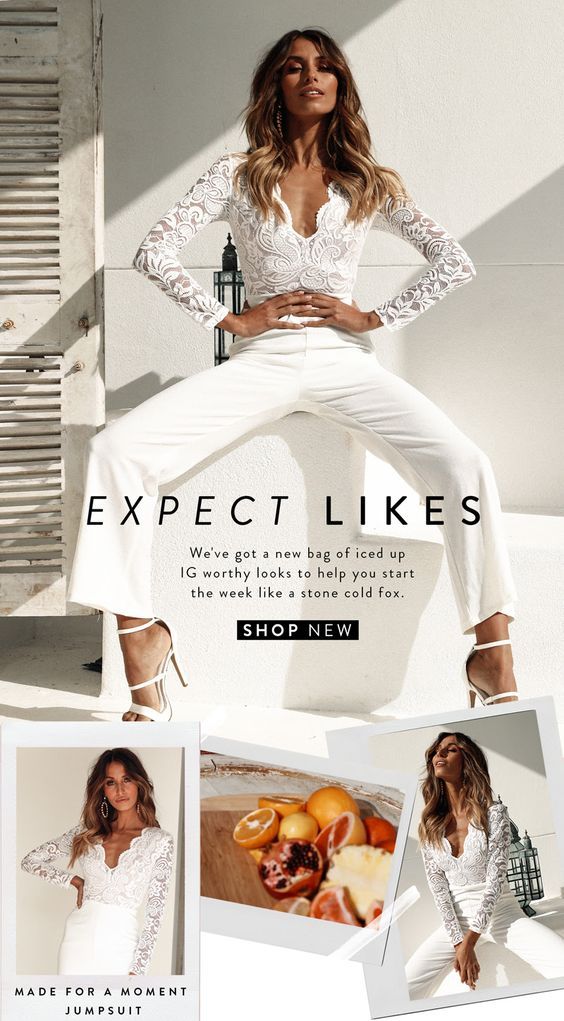 EXPECT LIKES
We've got a new bag of iced up
IG worthy looks to help you start
the week like a stone cold fox.
SHOP NEW
MADE FOR A MOMENT
JUMPSUIT